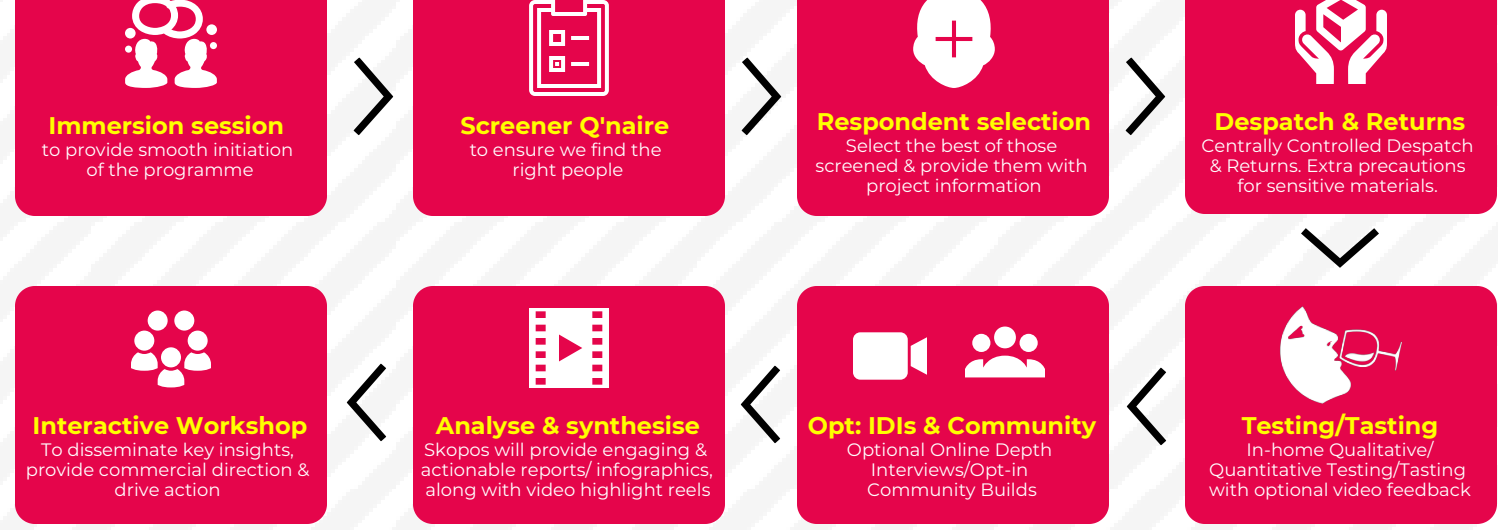 Immersion session
to provide smooth initiation
of the programme
Screener Q'naire
to ensure we find the
right people
Respondent selection
Select the best of those
screened & provide them with
project information
Despatch & Returns
Centrally Controlled Despatch
& Returns. Extra precautions
for sensitive materials.
Testing/Tasting
In-home Qualitative/
Quantitative Testing/Tasting
with optional video feedback
Opt: IDIs & Community
Optional Online Depth
Interviews/Opt-in
Community Builds
Analyse & synthesise
Skopos will provide engaging &
actionable reports/ infographics,
along with video highlight reels
Interactive Workshop
To disseminate key insights,
provide commercial direction &
drive action